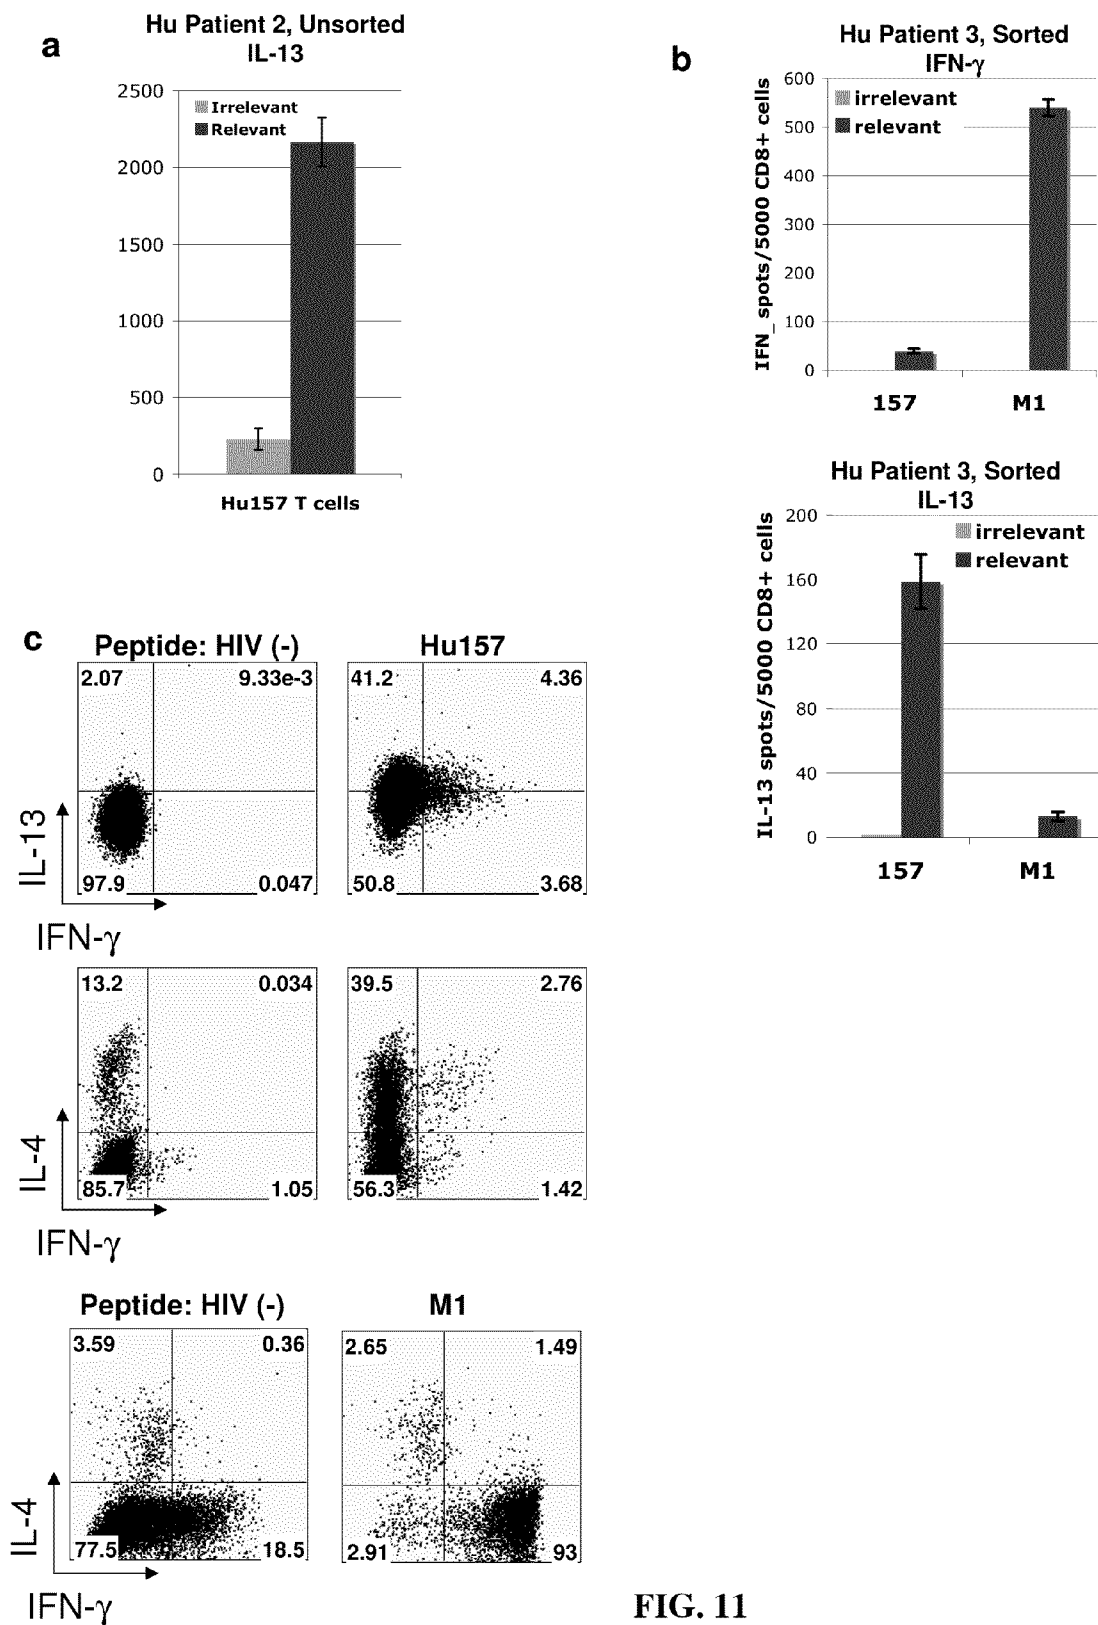 a
Hu Patient 2, Unsorted
IL-13
2500
2000
1500
1000
500
0
Irrelevant
Relevant
Hu157 T cells
b
Hu Patient 3, Sorted
IFN-γ
IFN_ spots/5000 CD8+ cells
600
500
400
300
200
100
0
irrelevant
relevant
157 M1
Hu Patient 3, Sorted
IL-13
IL-13 spots/5000 CD8+ cells
200
160
120
80
40
0
irrelevant
relevant
157 M1
c
Peptide: HIV (-) Hu157
2.07 9.33e-3 41.2 4.36
IL-13
97.9 0.047 50.8 3.68
IFN-γ
13.2 0.034 39.5 2.76
IL-4
85.7 1.05 56.3 1.42
IFN-γ
Peptide: HIV (-) M1
3.59 0.36 2.65 1.49
IL-4
77.5 18.5 2.91 93
IFN-γ
FIG. 11